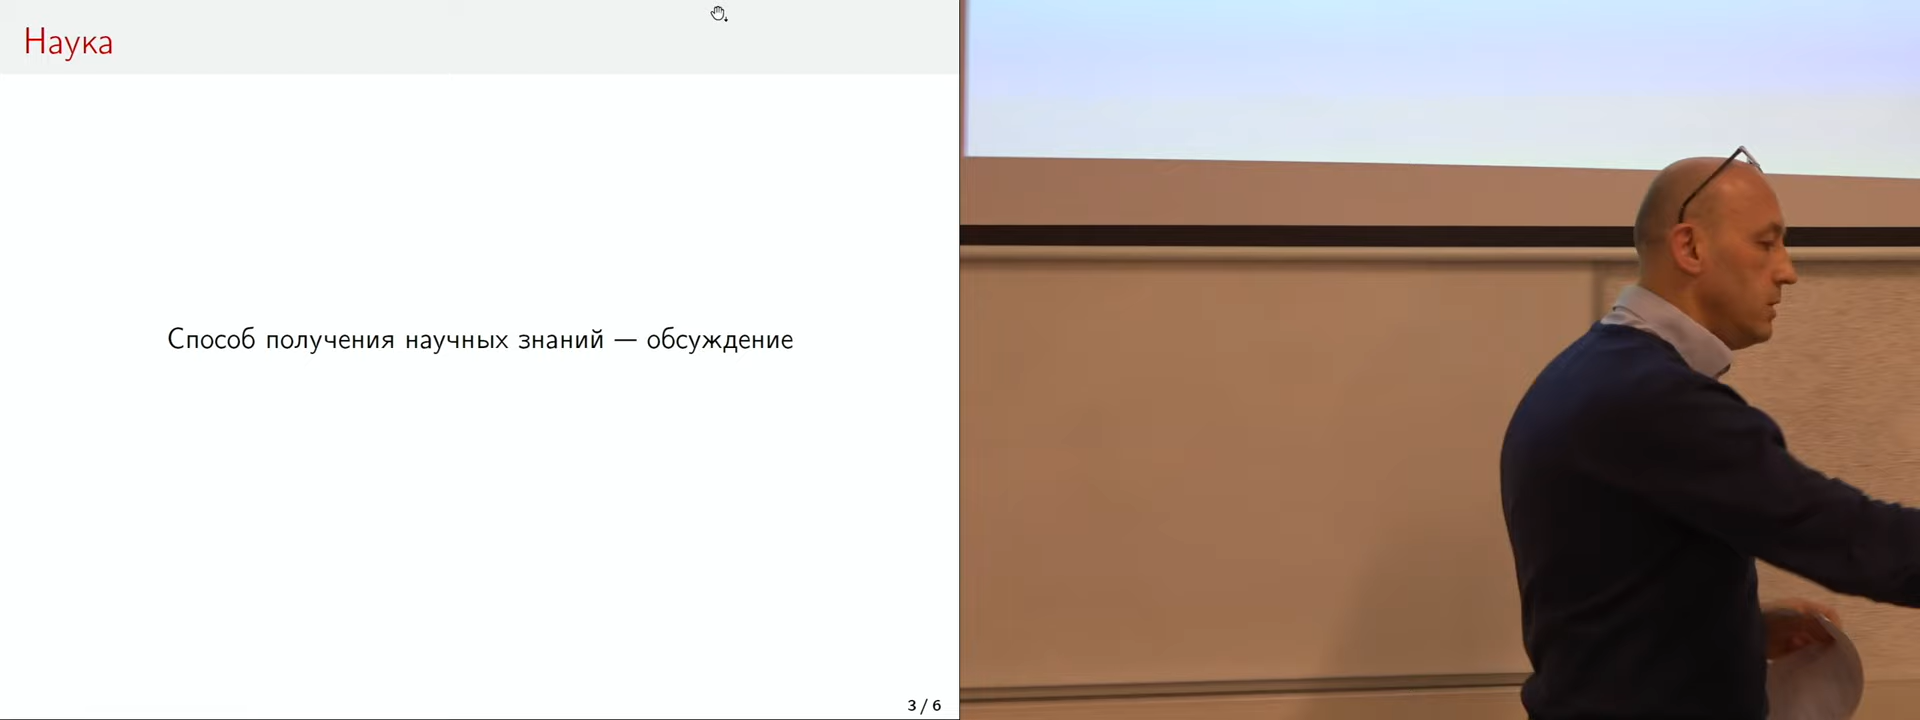 Наука
Способ получения научных знаний — обсуждение
3 / 6